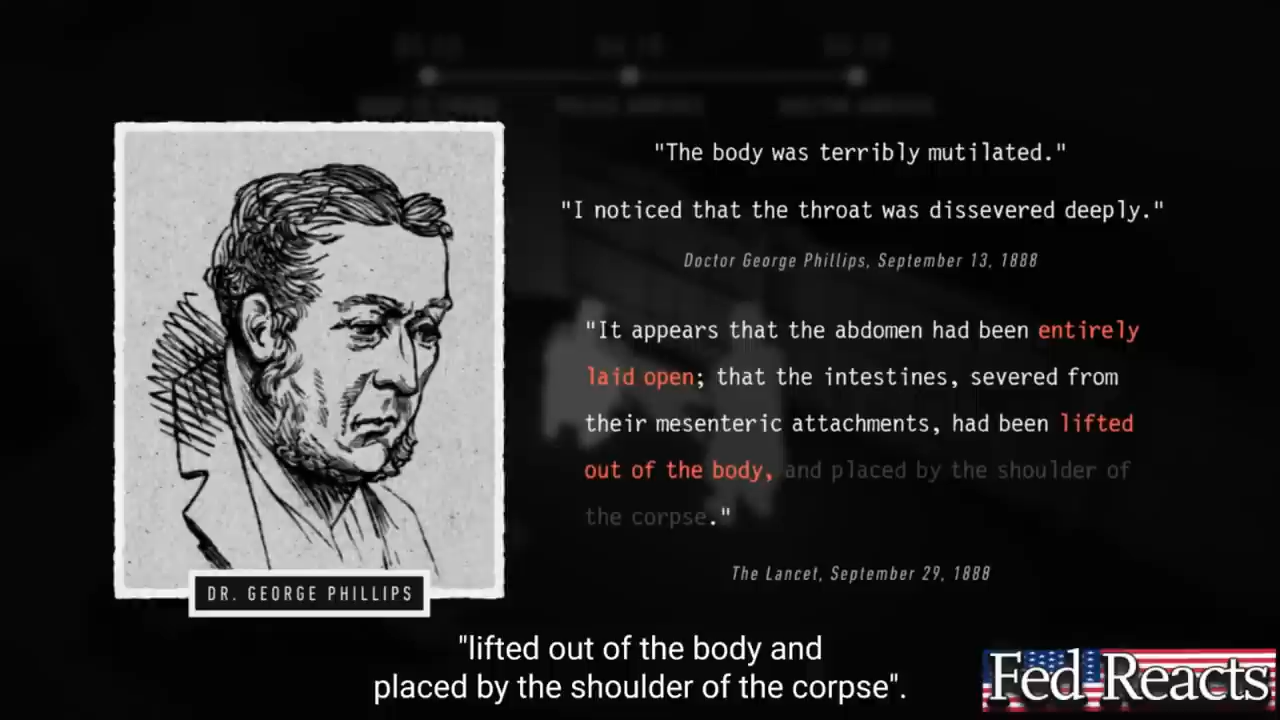 "The body was terribly mutilated."
"I noticed that the throat was dissevered deeply."
Doctor George Phillips, September 13, 1888
"It appears that the abdomen had been entirely
laid open; that the intestines, severed from
their mesenteric attachments, had been lifted
out of the body, and placed by the shoulder of
the corpse."
The Lancet, September 29, 1888
DR. GEORGE PHILLIPS
"lifted out of the body and
placed by the shoulder of the corpse".
Fed Reacts